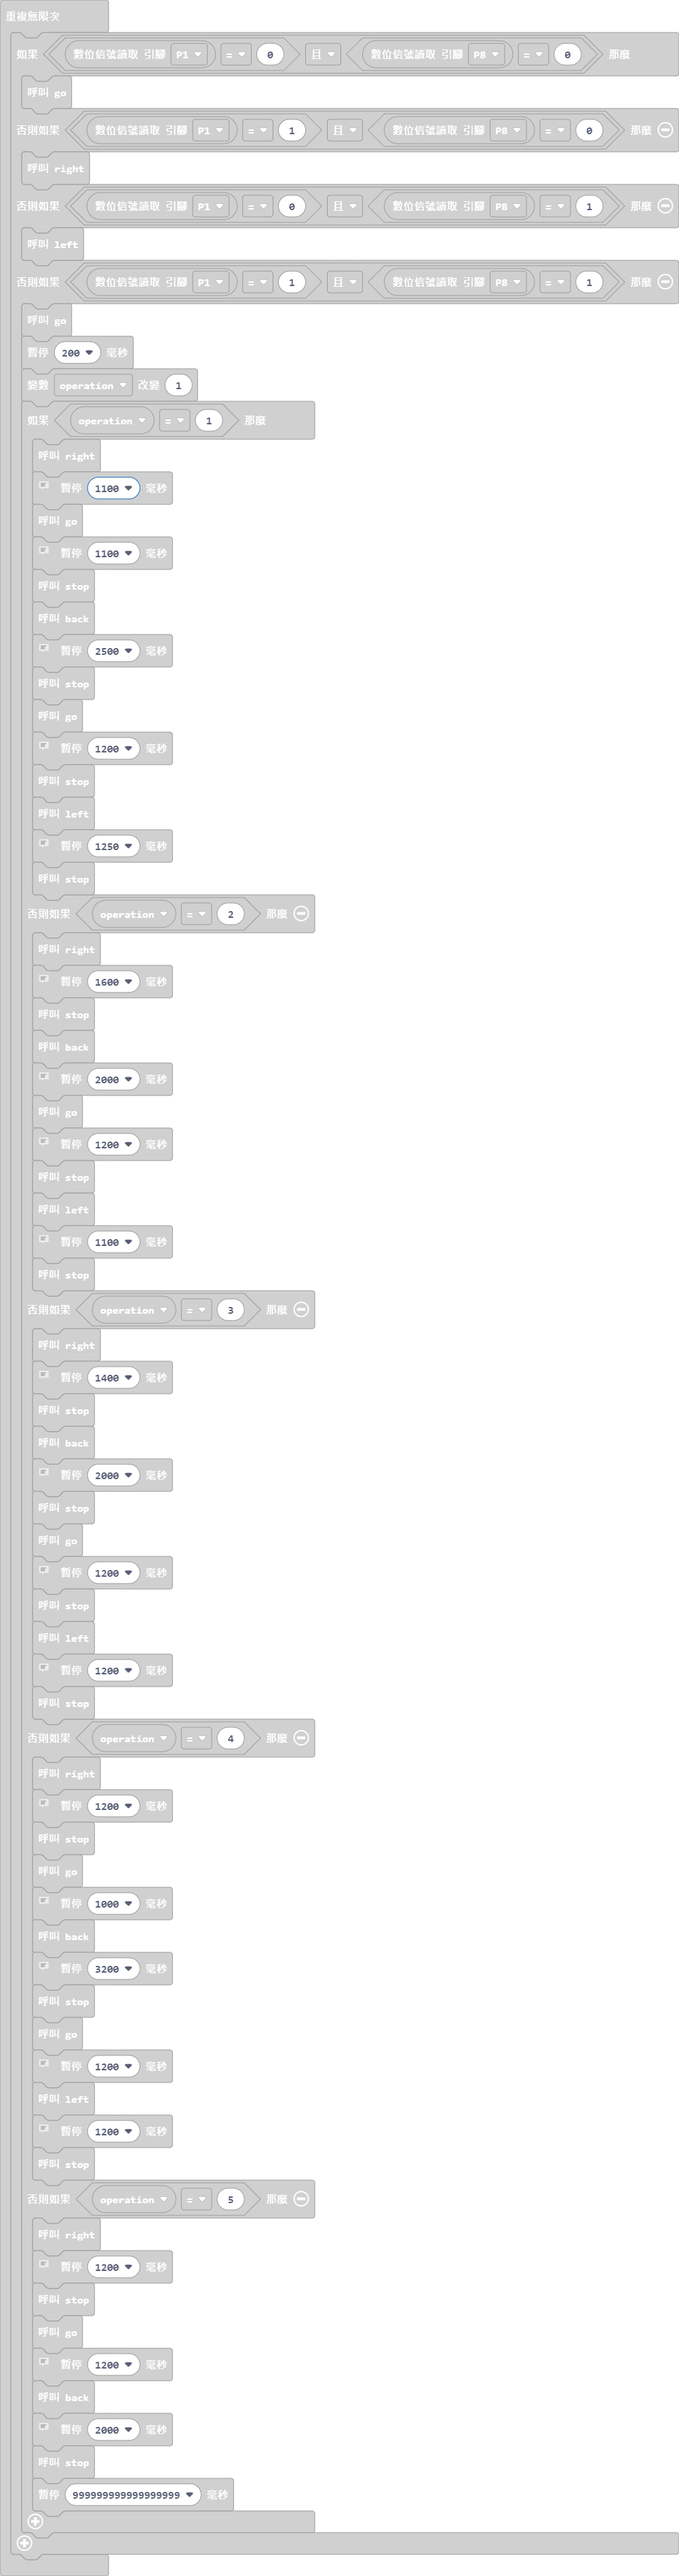 重複無限次
如果 數位信號讀取 引腳 P1 = 0 且 數位信號讀取 引腳 P8 = 0 那麼
呼叫 go
否則如果 數位信號讀取 引腳 P1 = 1 且 數位信號讀取 引腳 P8 = 0 那麼
呼叫 right
否則如果 數位信號讀取 引腳 P1 = 0 且 數位信號讀取 引腳 P8 = 1 那麼
呼叫 left
否則如果 數位信號讀取 引腳 P1 = 1 且 數位信號讀取 引腳 P8 = 1 那麼
呼叫 go
暫停 200 毫秒
變數 operation 改變 1
如果 operation = 1 那麼
呼叫 right
暫停 1100 毫秒
呼叫 go
暫停 1100 毫秒
呼叫 stop
呼叫 back
暫停 2500 毫秒
呼叫 stop
呼叫 go
暫停 1200 毫秒
呼叫 stop
呼叫 left
暫停 1250 毫秒
呼叫 stop
否則如果 operation = 2 那麼
呼叫 right
暫停 1600 毫秒
呼叫 stop
呼叫 back
暫停 2000 毫秒
呼叫 go
暫停 1200 毫秒
呼叫 stop
呼叫 left
暫停 1100 毫秒
呼叫 stop
否則如果 operation = 3 那麼
呼叫 right
暫停 1400 毫秒
呼叫 stop
呼叫 back
暫停 2000 毫秒
呼叫 stop
呼叫 go
暫停 1200 毫秒
呼叫 stop
呼叫 left
暫停 1200 毫秒
呼叫 stop
否則如果 operation = 4 那麼
呼叫 right
暫停 1200 毫秒
呼叫 stop
呼叫 go
暫停 1000 毫秒
呼叫 back
暫停 3200 毫秒
呼叫 stop
呼叫 go
暫停 1200 毫秒
呼叫 left
暫停 1200 毫秒
呼叫 stop
否則如果 operation = 5 那麼
呼叫 right
暫停 1200 毫秒
呼叫 stop
呼叫 go
暫停 1200 毫秒
呼叫 back
暫停 2000 毫秒
呼叫 stop
暫停 999999999999999999 毫秒